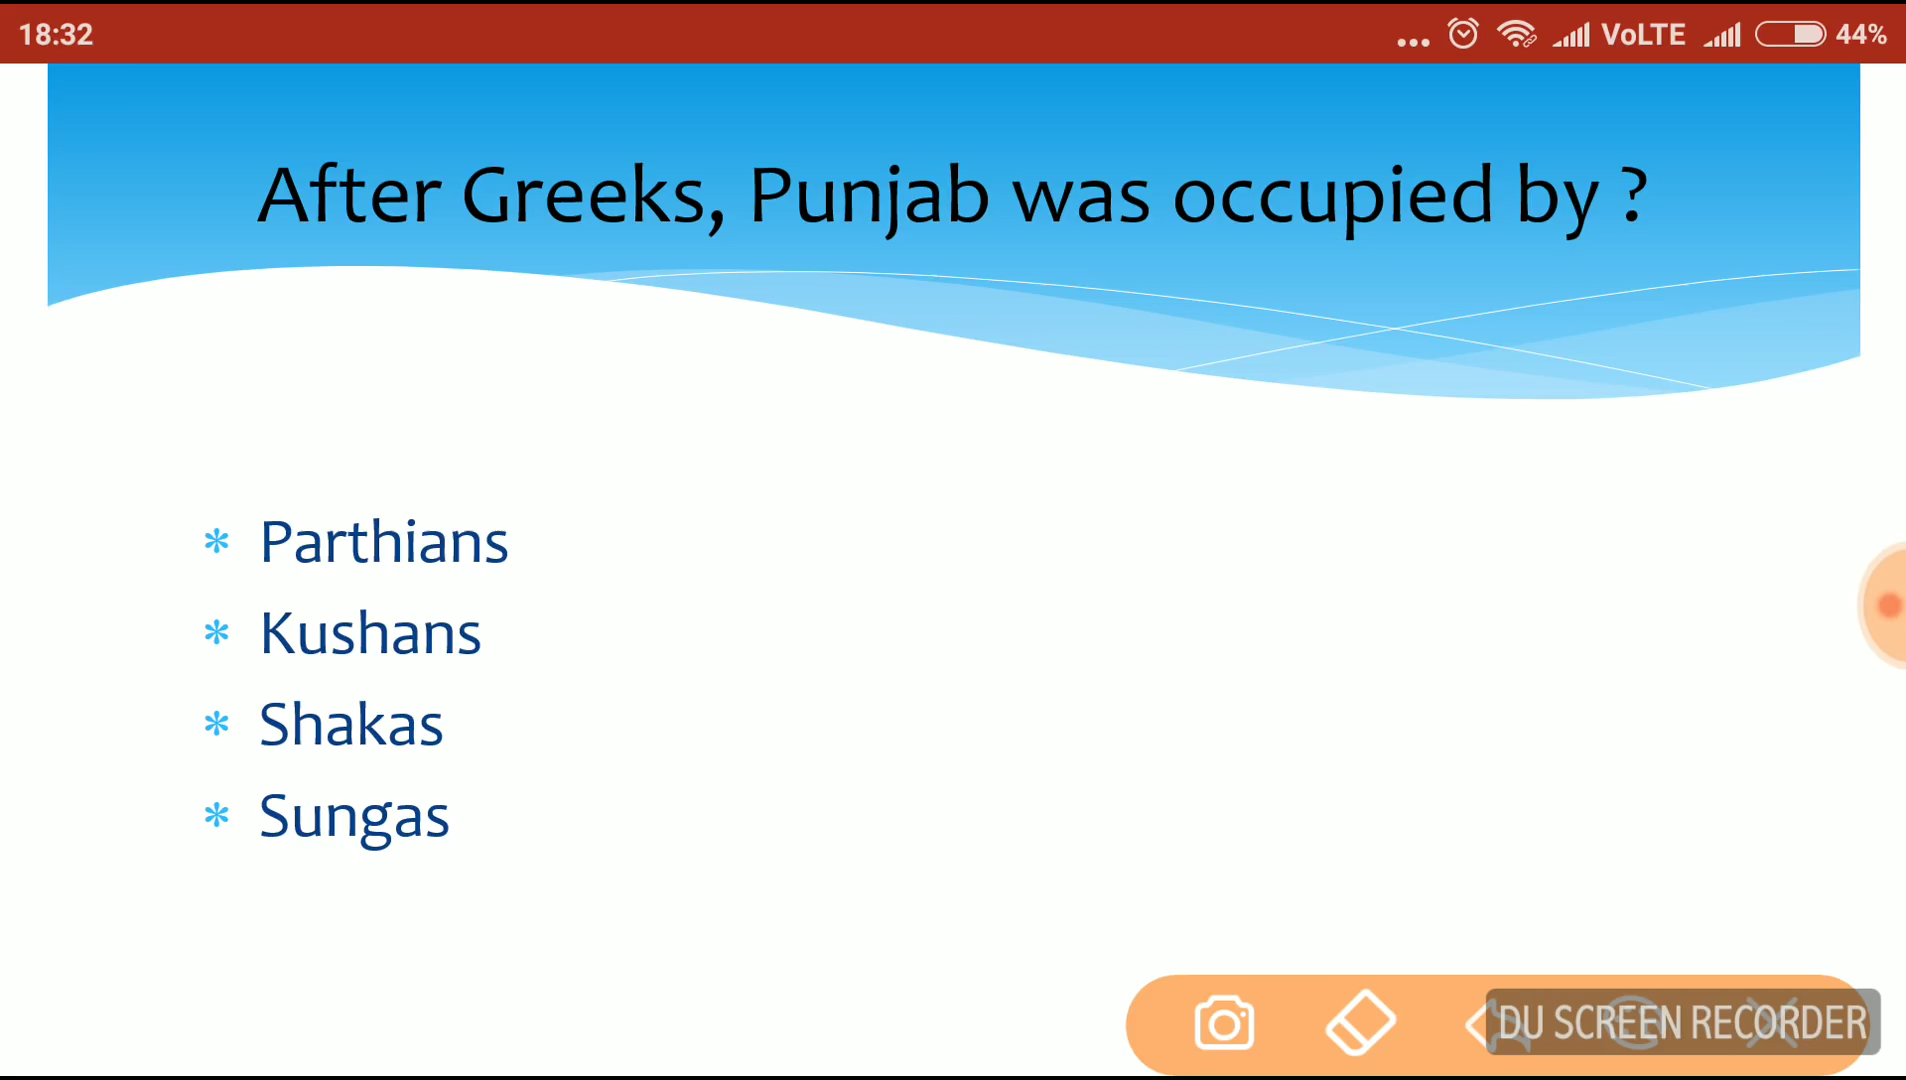 18:32
... VoLTE 44%
After Greeks, Punjab was occupied by ?
* Parthians
* Kushans
* Shakas
* Sungas
DU SCREEN RECORDER